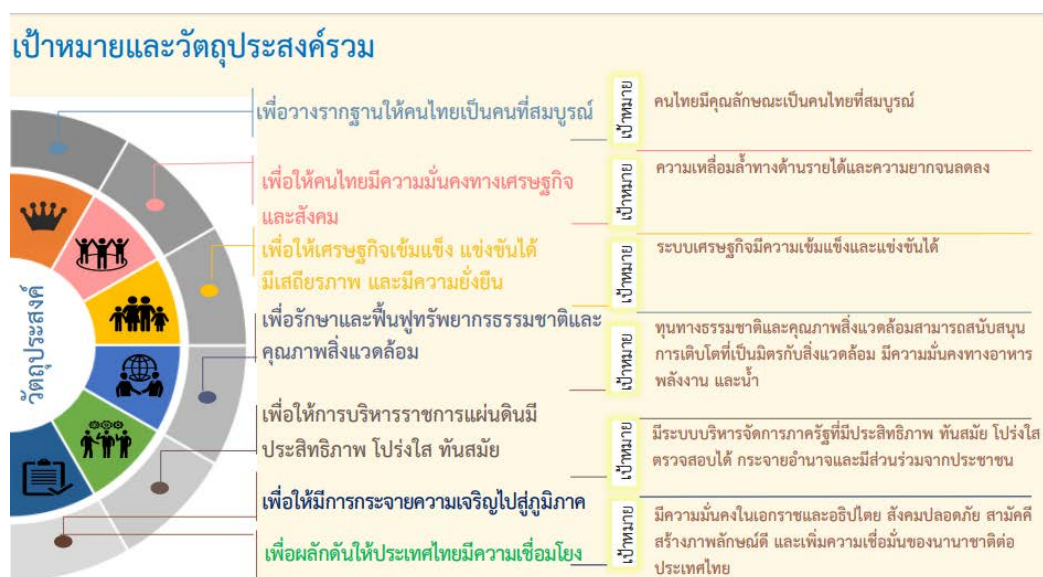 เป้าหมายและวัตถุประสงค์รวม
วัตถุประสงค์
เพื่อวางรากฐานให้คนไทยเป็นคนที่สมบูรณ์
เป้าหมาย
คนไทยมีคุณลักษณะเป็นคนไทยที่สมบูรณ์
เพื่อให้คนไทยมีความมั่นคงทางเศรษฐกิจ
และสังคม
เป้าหมาย
ความเหลื่อมล้ำทางด้านรายได้และความยากจนลดลง
เพื่อให้เศรษฐกิจเข้มแข็ง แข่งขันได้
มีเสถียรภาพ และมีความยั่งยืน
เป้าหมาย
ระบบเศรษฐกิจมีความเข้มแข็งและแข่งขันได้
เพื่อรักษาและฟื้นฟูทรัพยากรธรรมชาติและ
คุณภาพสิ่งแวดล้อม
เป้าหมาย
ทุนทางธรรมชาติและคุณภาพสิ่งแวดล้อมสามารถสนับสนุน
การเติบโตที่เป็นมิตรกับสิ่งแวดล้อม มีความมั่นคงทางอาหาร
พลังงาน และน้ำ
เพื่อให้การบริหารราชการแผ่นดินมี
ประสิทธิภาพ โปร่งใส ทันสมัย
เป้าหมาย
มีระบบบริหารจัดการภาครัฐที่มีประสิทธิภาพ ทันสมัย โปร่งใส
ตรวจสอบได้ กระจายอำนาจและมีส่วนร่วมจากประชาชน
เพื่อให้มีการกระจายความเจริญไปสู่ภูมิภาค
เพื่อผลักดันให้ประเทศไทยมีความเชื่อมโยง
เป้าหมาย
มีความมั่นคงในเอกราชและอธิปไตย สังคมปลอดภัย สามัคคี
สร้างภาพลักษณ์ดี และเพิ่มความเชื่อมั่นของนานาชาติต่อ
ประเทศไทย